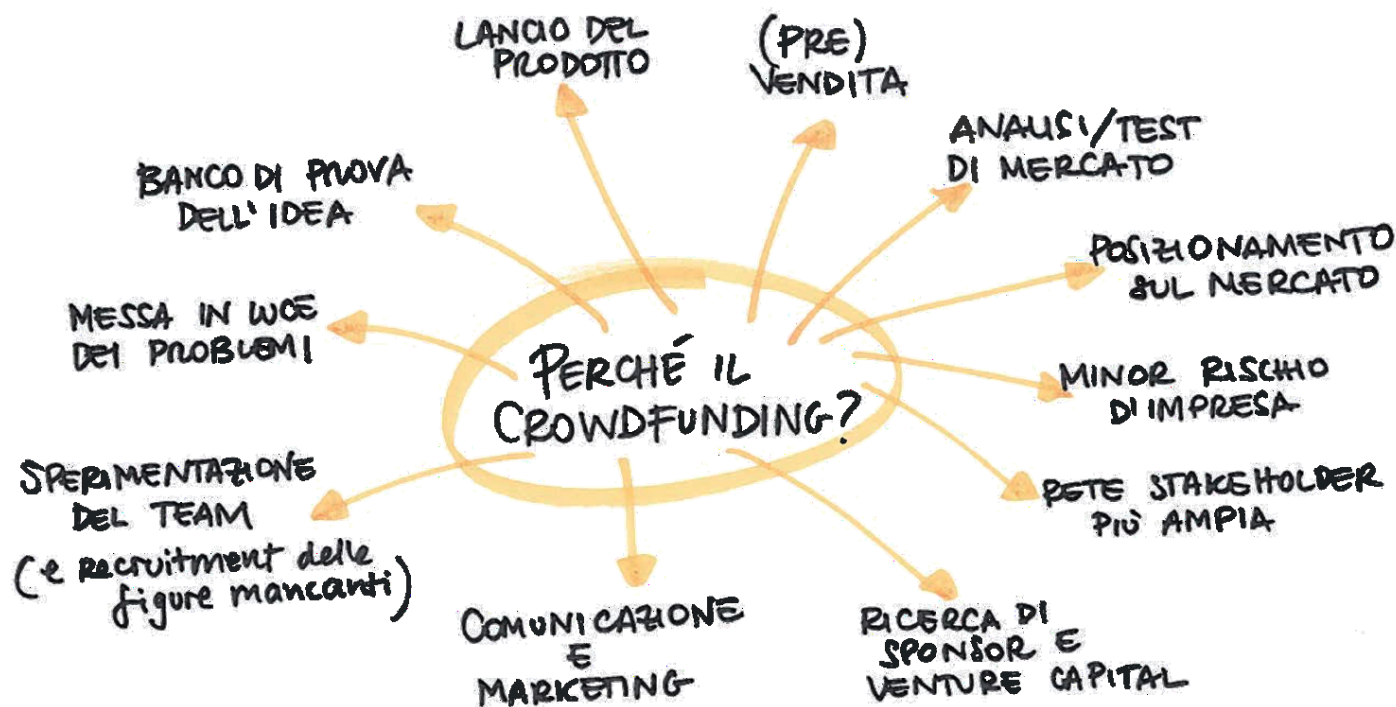 LANCIO DEL
PRODOTTO
(PRE)
VENDITA
ANALISI/TEST
DI MERCATO
BANCO DI PROVA
DELL'IDEA
POSIZIONAMENTO
SUL MERCATO
MESSA IN LUCE
DEI PROBLEMI
PERCHÉ IL
CROWDFUNDING?
MINOR RISCHIO
DI IMPRESA
SPERIMENTAZIONE
DEL TEAM
(e recruitment delle
figure mancanti)
RETE STAKEHOLDER
PIÙ AMPIA
COMUNICAZIONE
E
MARKETING
RICERCA DI
SPONSOR E
VENTURE CAPITAL